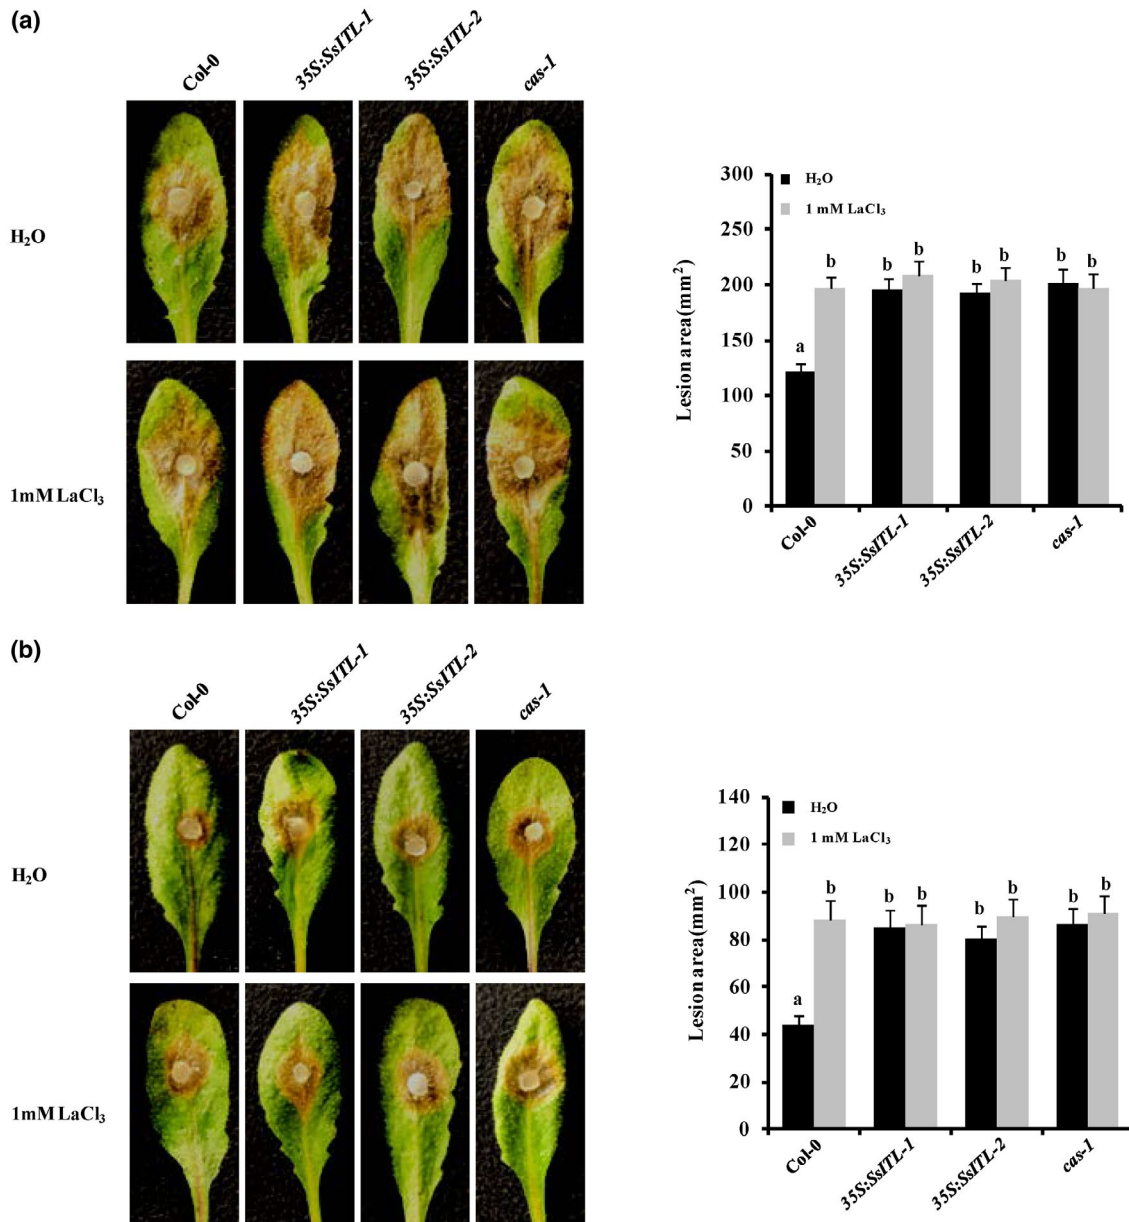 (a)
Col-0
35S:SsITL-1
35S:SsITL-2
cas-1
H₂O
1mM LaCl₃
Lesion area(mm²)
300
250
200
150
100
50
0
H₂O
1 mM LaCl₃
a
b
b
b
b
b
b
b
Col-0
35S:SsITL-1
35S:SsITL-2
cas-1
(b)
Col-0
35S:SsITL-1
35S:SsITL-2
cas-1
H₂O
1mM LaCl₃
Lesion area(mm²)
140
120
100
80
60
40
20
0
H₂O
1 mM LaCl₃
a
b
b
b
b
b
b
b
Col-0
35S:SsITL-1
35S:SsITL-2
cas-1